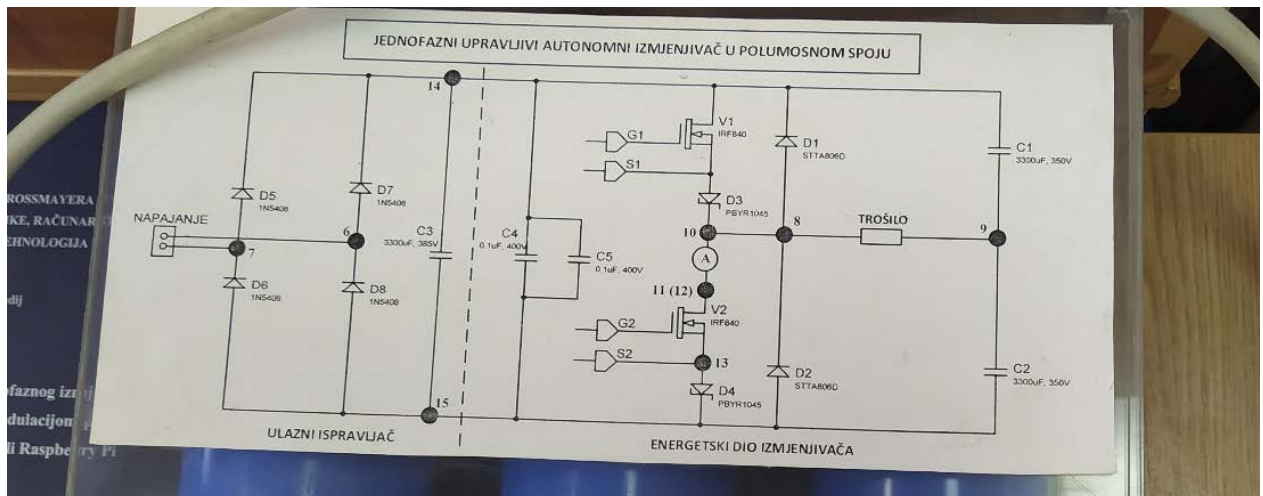 JEDNOFAZNI UPRAVLJIVI AUTONOMNI IZMJENJIVAČ U POLUMOSNOM SPOJU
14
G1
V1
IRF840
S1
D1
STTA806D
C1
3300uF, 350V
D3
PBYR1045
D5
1N5408
D7
1N5408
NAPAJANJE
6
7
C3
3300uF, 385V
C4
0.1uF, 400V
C5
0.1uF, 400V
10
A
8
TROŠILO
9
11 (12)
D6
1N5408
D8
1N5408
G2
V2
IRF840
S2
13
D2
STTA806D
C2
3300uF, 350V
D4
PBYR1045
15
ULAZNI ISPRAVLJAČ
ENERGETSKI DIO IZMJENJIVAČA
ROSSMAYERA
IKE, RAČUNAR
EHNOLOGIJA
dij
ofaznog izmj
dulacijom
li Raspberry Pi